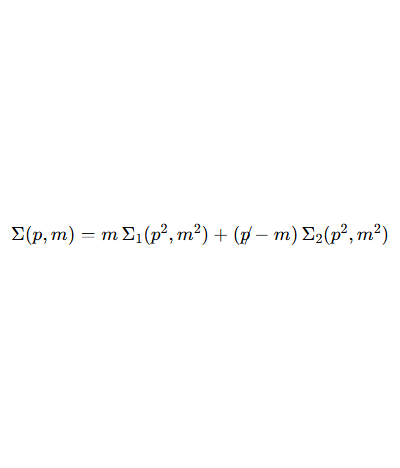 Σ(p, m) = m Σ₁(p², m²) + (p̸ − m) Σ₂(p², m²)